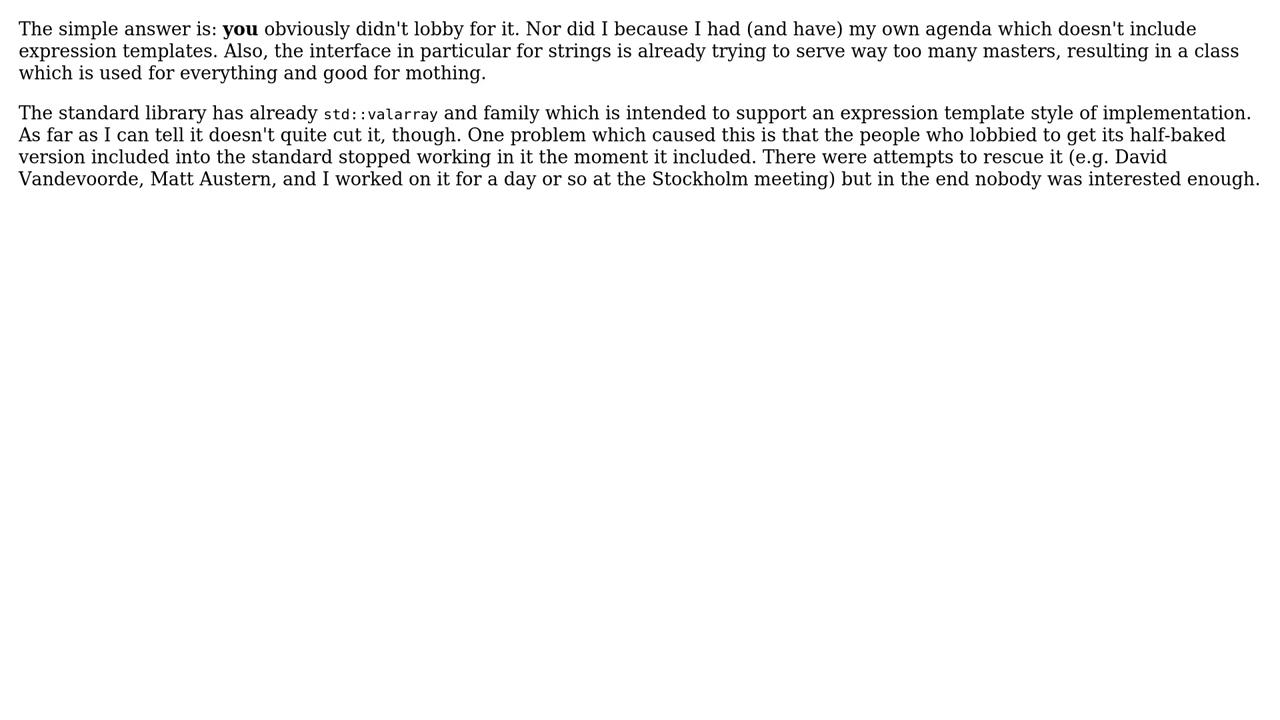 The simple answer is: you obviously didn't lobby for it. Nor did I because I had (and have) my own agenda which doesn't include
expression templates. Also, the interface in particular for strings is already trying to serve way too many masters, resulting in a class
which is used for everything and good for mothing.
The standard library has already std::valarray and family which is intended to support an expression template style of implementation.
As far as I can tell it doesn't quite cut it, though. One problem which caused this is that the people who lobbied to get its half-baked
version included into the standard stopped working in it the moment it included. There were attempts to rescue it (e.g. David
Vandevoorde, Matt Austern, and I worked on it for a day or so at the Stockholm meeting) but in the end nobody was interested enough.